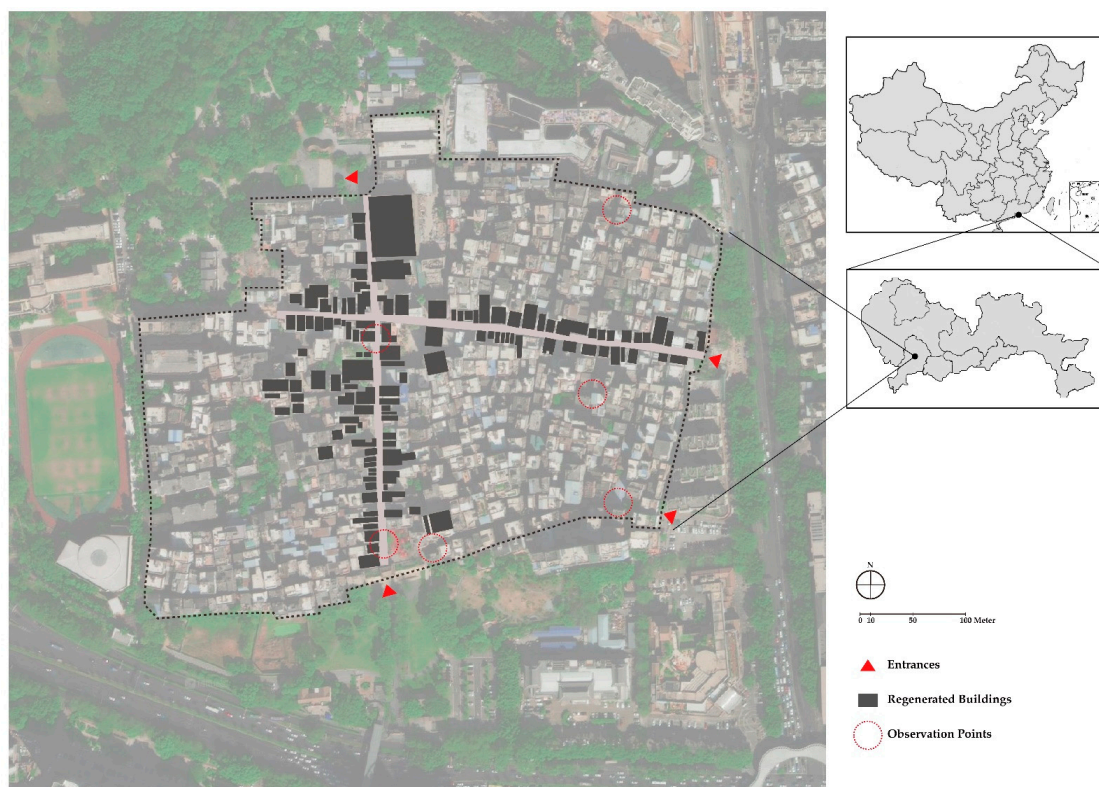 N
0 10 50 100 Meter
Entrances
Regenerated Buildings
Observation Points